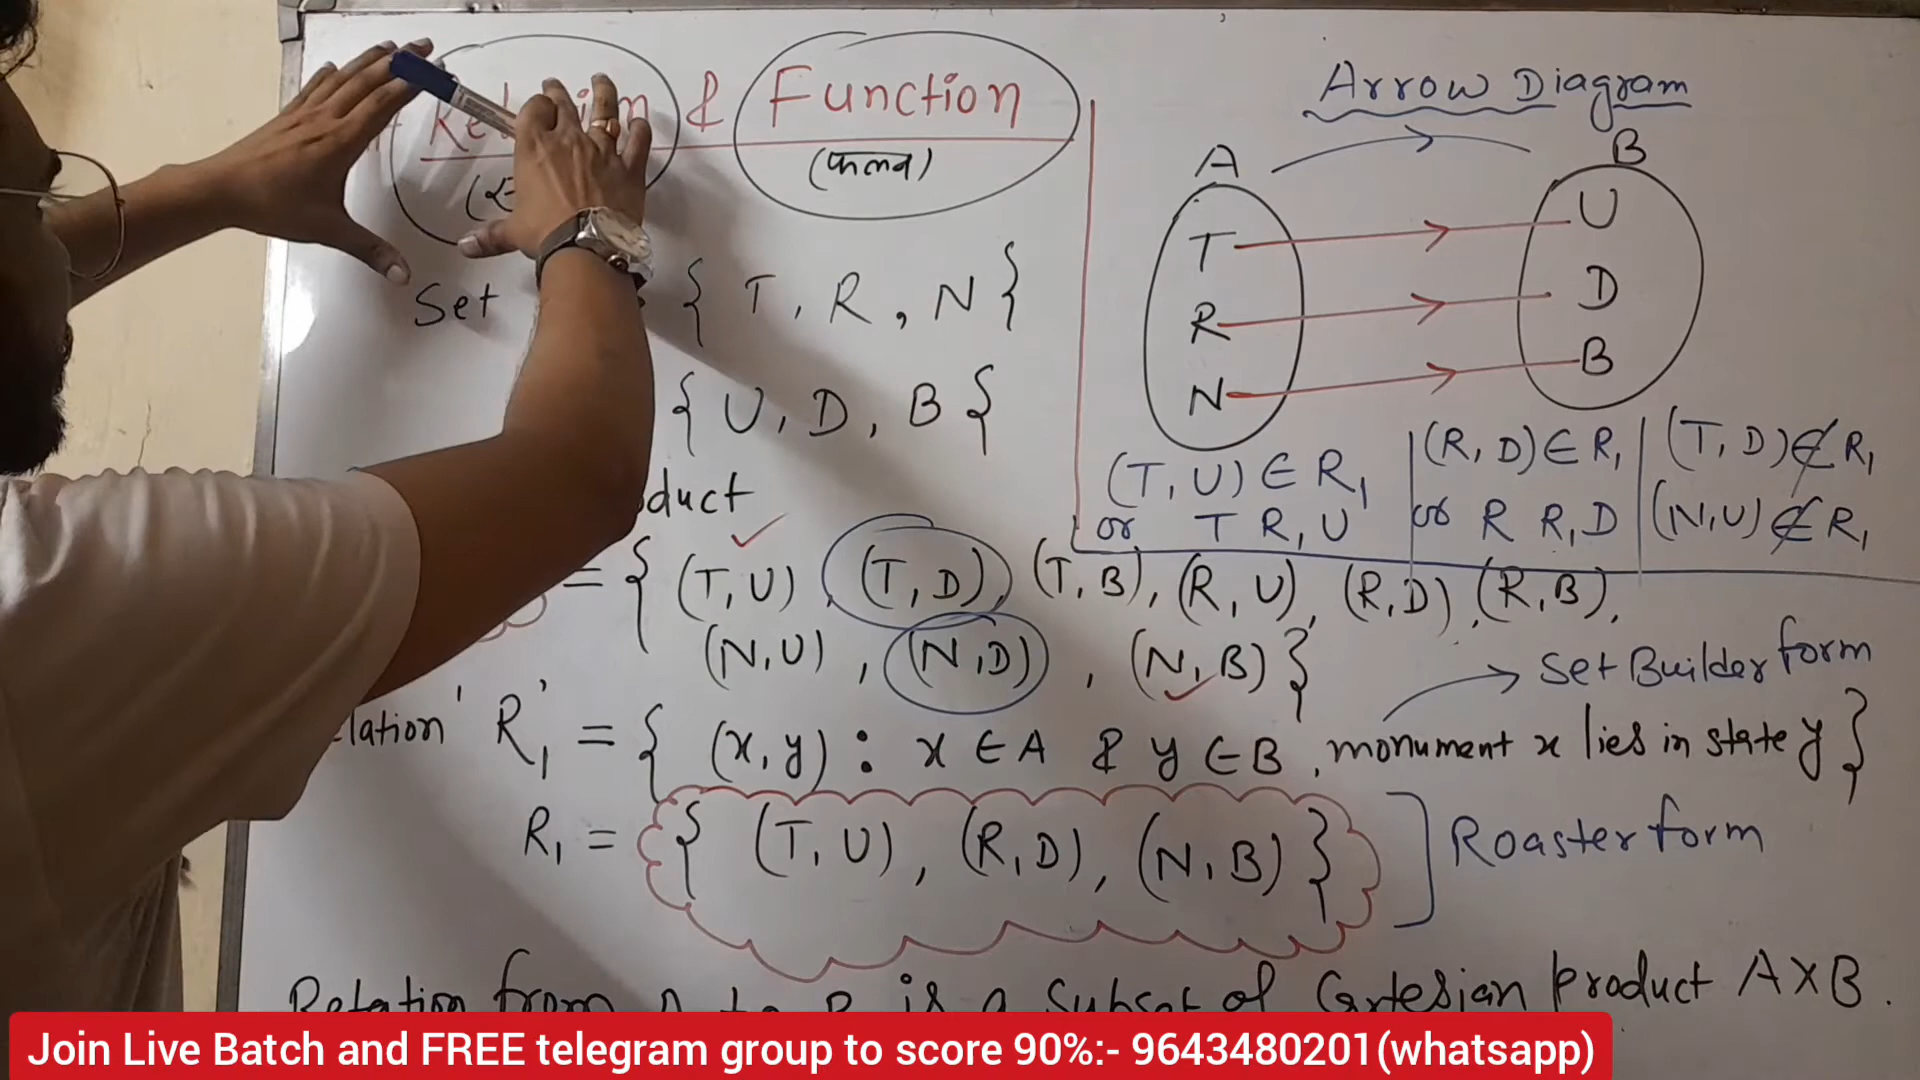 & Function
(फलन)
Set { T, R, N }
{ U, D, B }
duct
= { (T, U), (T, D), (T, B), (R, U), (R, D), (R, B),
(N, U), (N, D), (N, B) }
lation 'R₁' = { (x, y) : x ∈ A & y ∈ B, monument x lies in state y }
Set Builder form
R₁ = { (T, U), (R, D), (N, B) } Roaster form
Relation from A to B is a subset of Cartesian product A×B.
Arrow Diagram
A B
T U
R D
N B
(T, U) ∈ R₁
or T R₁ U
(R, D) ∈ R₁
or R R₁ D
(T, D) ∉ R₁
(N, U) ∉ R₁
Join Live Batch and FREE telegram group to score 90%:- 9643480201(whatsapp)